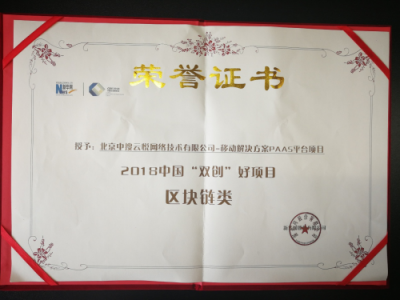 荣誉证书
授予：北京中搜云悦网络技术有限公司-移动解决方案PAAS平台项目
2018中国“双创”好项目
区块链类